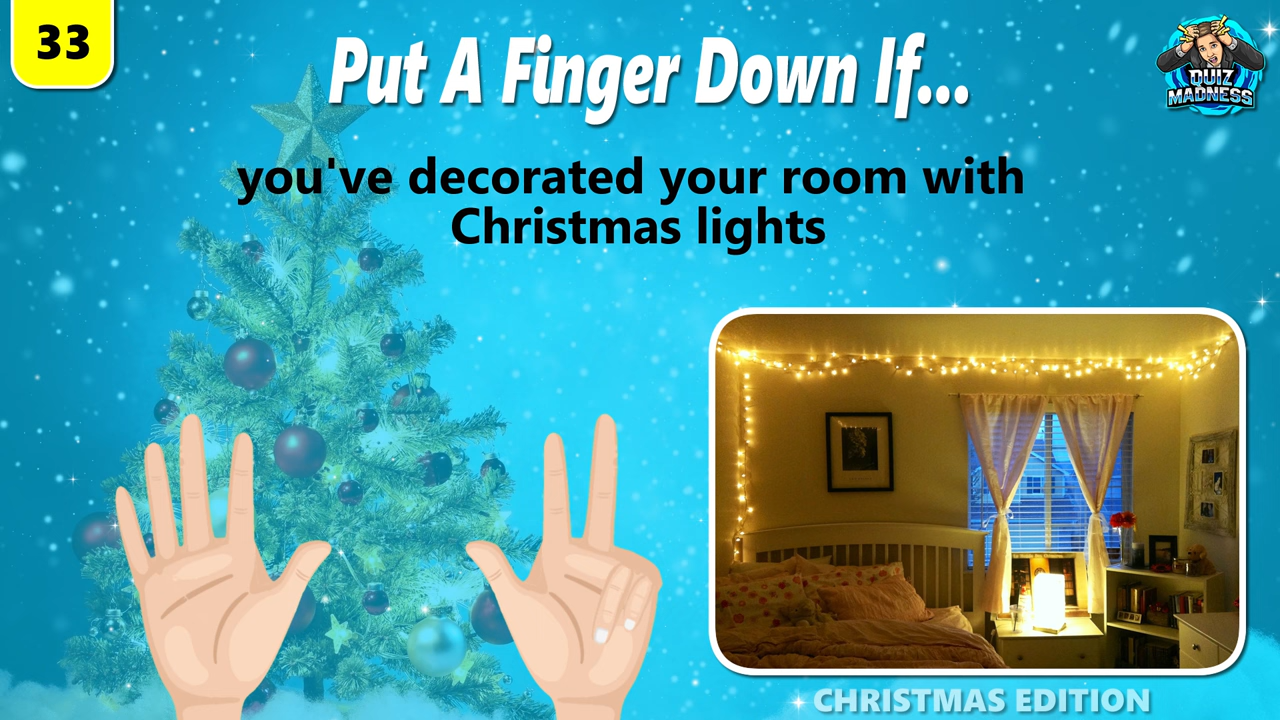 33
Put A Finger Down If...
QUIZ
MADNESS
you've decorated your room with
Christmas lights
CHRISTMAS EDITION